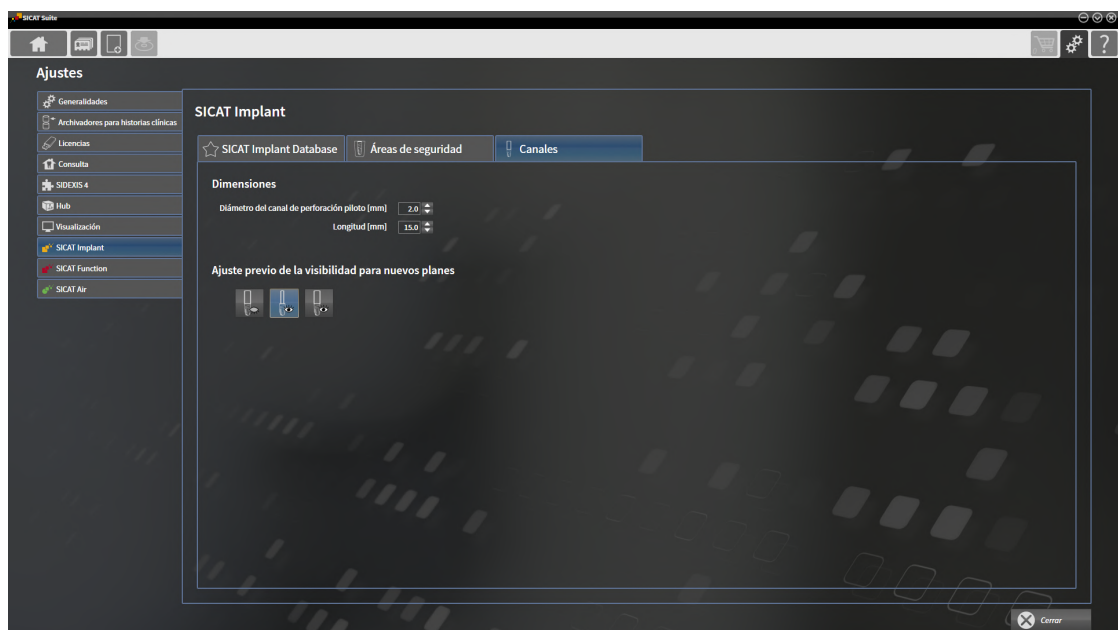 SICAT Suite
?
Ajustes
Generalidades
Archivadores para historias clínicas
Licencias
Consulta
SIDEXIS 4
Hub
Visualización
SICAT Implant
SICAT Function
SICAT Air
SICAT Implant
SICAT Implant Database
Áreas de seguridad
Canales
Dimensiones
Diámetro del canal de perforación piloto [mm] 2.0
Longitud [mm] 15.0
Ajuste previo de la visibilidad para nuevos planes
Cerrar